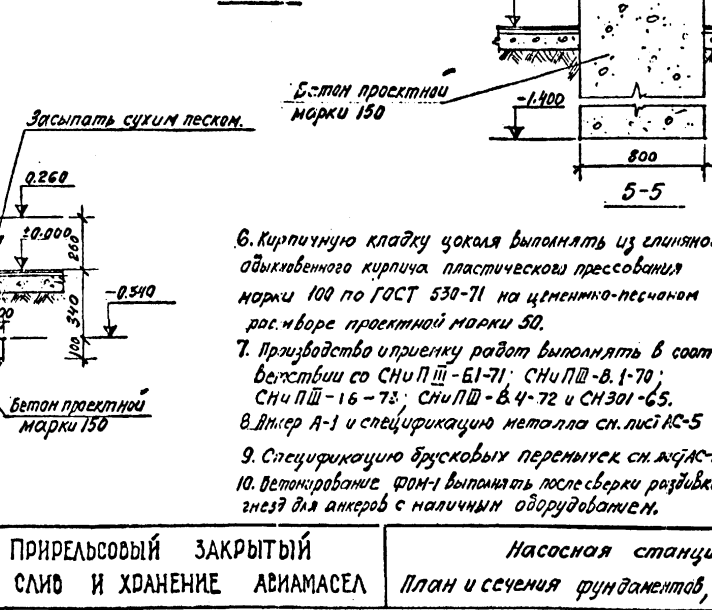 Бетон проектной
марки 150
-1.400
800
5-5
Засыпать сухим песком.
0.260
±0.000
260
340
100
-0.340
Бетон проектной
марки 150
6. Кирпичную кладку цоколя выполнять из глиняно
обыкновенного кирпича пластического прессования
марки 100 по ГОСТ 530-71 на цементно-песчаном
растворе проектной марки 50.
7. Производство и приемку работ выполнять в соот
ветствии со СНиП III-Б.1-71; СНиП III-В.1-70;
СНиП III-16-73; СНиП III-В.4-72 и СН301-65.
8. Анкер А-1 и спецификацию металла см. лист АС-5
9. Спецификацию брусковых перемычек см. лист АС-
10. Бетонирование ФОМ-1 выполнять после сверки разбивк
гнезд для анкеров с наличным оборудованием.
ПРИРЕЛЬСОВЫЙ ЗАКРЫТЫЙ
СЛИВ И ХРАНЕНИЕ АВИАМАСЕЛ
Насосная станци
План и сечения фундаментов,